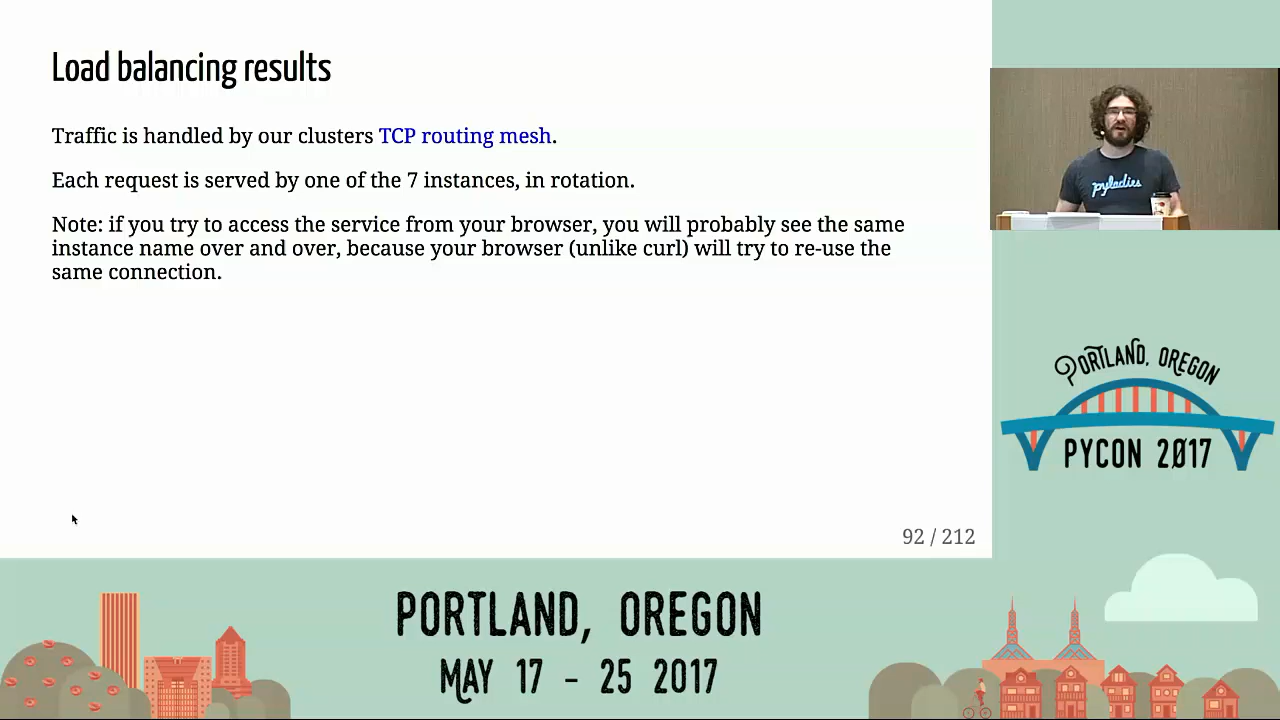 Load balancing results
Traffic is handled by our clusters TCP routing mesh.
Each request is served by one of the 7 instances, in rotation.
Note: if you try to access the service from your browser, you will probably see the same
instance name over and over, because your browser (unlike curl) will try to re-use the
same connection.
92 / 212
pyladies
PORTLAND, OREGON
PYCON 2017
PORTLAND, OREGON
MAY 17 - 25 2017